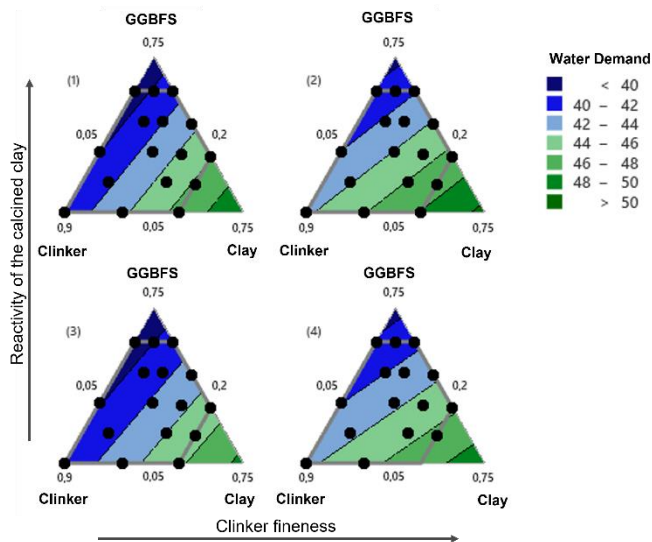 GGBFS
0,75
(1)
0,05
0,2
0,9
0,05
0,75
Clinker
Clay
GGBFS
0,75
(2)
0,05
0,2
0,9
0,05
0,75
Clinker
Clay
Water Demand
< 40
40 – 42
42 – 44
44 – 46
46 – 48
48 – 50
> 50
Reactivity of the calcined clay
GGBFS
0,75
(3)
0,05
0,2
0,9
0,05
0,75
Clinker
Clay
GGBFS
0,75
(4)
0,05
0,2
0,9
0,05
0,75
Clinker
Clay
Clinker fineness